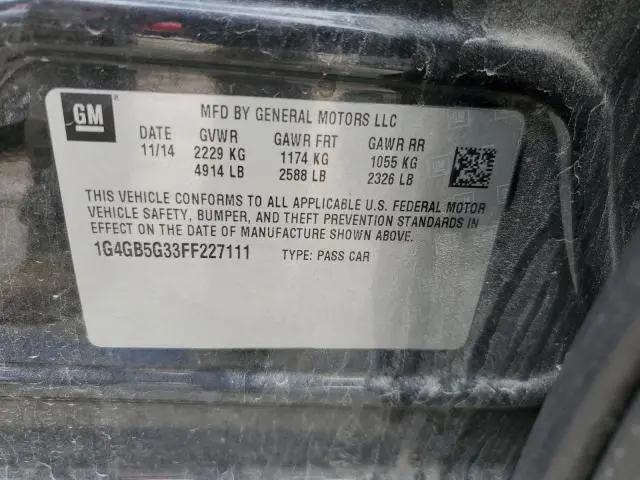 GM
MFD BY GENERAL MOTORS LLC
DATE GVWR GAWR FRT GAWR RR
11/14 2229 KG 1174 KG 1055 KG
4914 LB 2588 LB 2326 LB
THIS VEHICLE CONFORMS TO ALL APPLICABLE U.S. FEDERAL MOTOR
VEHICLE SAFETY, BUMPER, AND THEFT PREVENTION STANDARDS IN
EFFECT ON THE DATE OF MANUFACTURE SHOWN ABOVE.
1G4GB5G33FF227111 TYPE: PASS CAR